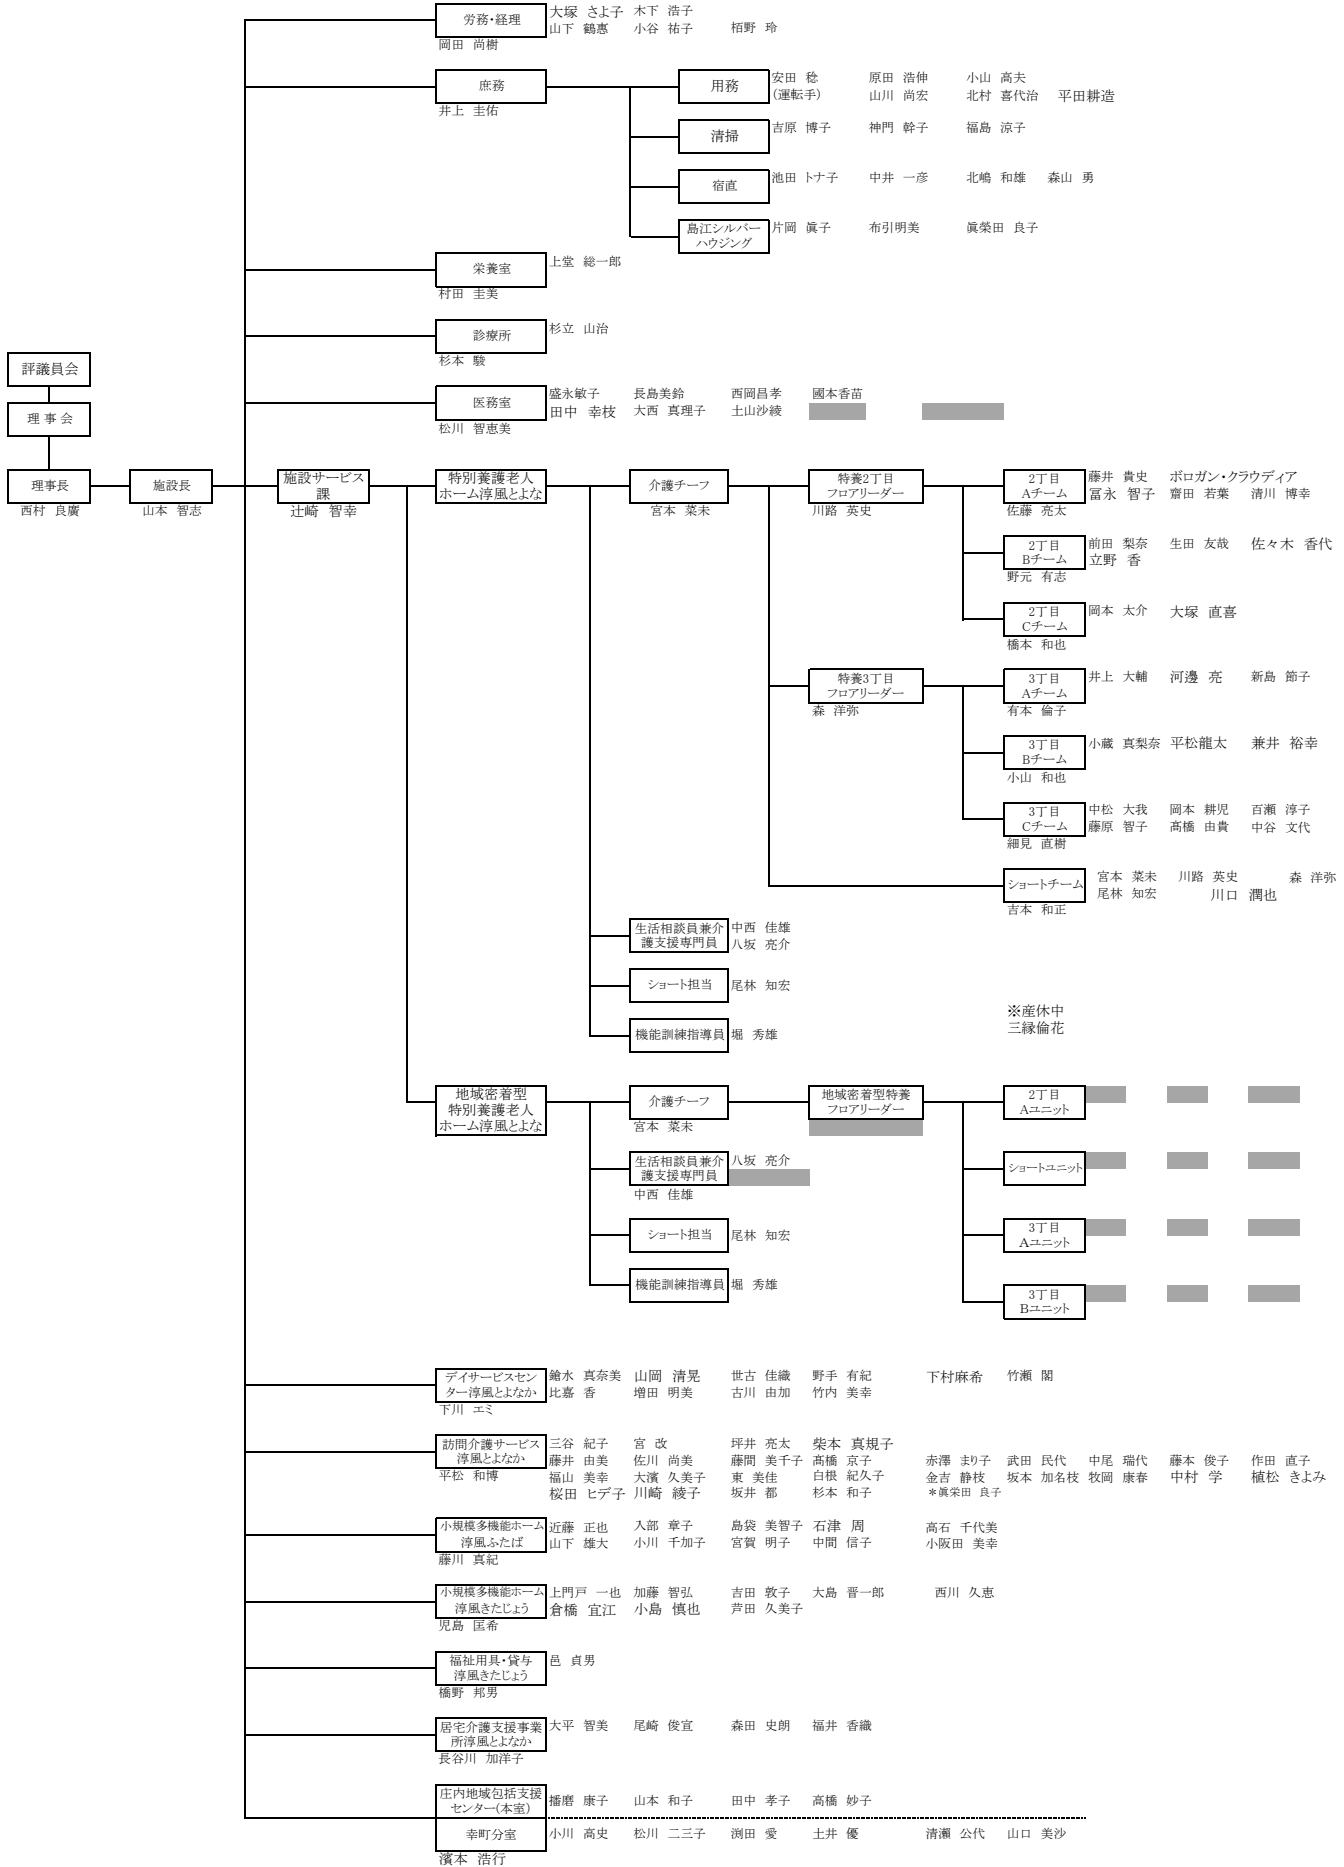 労務・経理
大塚 さよ子 木下 浩子
山下 鶴惠 小谷 祐子 栢野 玲
岡田 尚樹
庶務
井上 圭佑
用務
安田 稔 原田 浩伸 小山 高夫
(運転手) 山川 尚宏 北村 喜代治 平田耕造
清掃
吉原 博子 神門 幹子 福島 涼子
宿直
池田 トナ子 中井 一彦 北嶋 和雄 森山 勇
島江シルバー
ハウジング
片岡 眞子 布引明美 眞榮田 良子
栄養室
上堂 総一郎
村田 圭美
診療所
杉立 山治
杉本 駿
医務室
盛永敏子 長島美鈴 西岡昌孝 國本香苗
田中 幸枝 大西 真理子 土山沙綾
松川 智恵美
評議員会
理事会
理事長
西村 良廣
施設長
山本 智志
施設サービス
課
辻崎 智幸
特別養護老人
ホーム淳風とよな
介護チーフ
宮本 菜未
特養2丁目
フロアリーダー
川路 英史
2丁目
Aチーム
藤井 貴史 ボロガン・クラウディア
冨永 智子 齋田 若葉 清川 博幸
佐藤 亮太
2丁目
Bチーム
前田 梨奈 生田 友哉 佐々木 香代
立野 香
野元 有志
2丁目
Cチーム
岡本 太介 大塚 直喜
橋本 和也
特養3丁目
フロアリーダー
森 洋弥
3丁目
Aチーム
井上 大輔 河邊 亮 新島 節子
有本 倫子
3丁目
Bチーム
小蔵 真梨奈 平松龍太 兼井 裕幸
小山 和也
3丁目
Cチーム
中松 大我 岡本 耕児 百瀬 淳子
藤原 智子 髙橋 由貴 中谷 文代
細見 直樹
ショートチーム
宮本 菜未 川路 英史 森 洋弥
尾林 知宏 川口 潤也
吉本 和正
生活相談員兼介
護支援専門員
中西 佳雄
八坂 亮介
ショート担当
尾林 知宏
機能訓練指導員
堀 秀雄
※産休中
三縁倫花
地域密着型
特別養護老人
ホーム淳風とよな
介護チーフ
宮本 菜未
地域密着型特養
フロアリーダー
2丁目
Aユニット
生活相談員兼介
護支援専門員
八坂 亮介
中西 佳雄
ショートユニット
ショート担当
尾林 知宏
3丁目
Aユニット
機能訓練指導員
堀 秀雄
3丁目
Bユニット
デイサービスセン
ター淳風とよなか
鎗水 真奈美 山岡 清晃 世古 佳織 野手 有紀 下村麻希 竹瀬 閣
比嘉 香 増田 明美 古川 由加 竹内 美幸
下川 エミ
訪問介護サービス
淳風とよなか
三谷 紀子 宮 改 坪井 亮太 柴本 真規子
藤井 由美 佐川 尚美 藤間 美千子 髙橋 京子 赤澤 まり子 武田 民代 中尾 瑞代 藤本 俊子 作田 直子
福山 美幸 大濱 久美子 東 美佳 白根 紀久子 金吉 静枝 坂本 加名枝 牧岡 康春 中村 学 植松 きよみ
桜田 ヒデ子 川崎 綾子 坂井 都 杉本 和子 *眞栄田 良子
平松 和博
小規模多機能ホーム
淳風ふたば
近藤 正也 入部 章子 島袋 美智子 石津 周 高石 千代美
山下 雄大 小川 千加子 宮賀 明子 中間 信子 小阪田 美幸
藤川 真紀
小規模多機能ホーム
淳風きたじょう
上門戸 一也 加藤 智弘 吉田 敦子 大島 晋一郎 西川 久恵
倉橋 宜江 小島 慎也 芦田 久美子
児島 匡希
福祉用具・貸与
淳風きたじょう
邑 貞男
橋野 邦男
居宅介護支援事業
所淳風とよなか
大平 智美 尾崎 俊宣 森田 史朗 福井 香織
長谷川 加洋子
庄内地域包括支援
センター(本室)
播磨 康子 山本 和子 田中 孝子 高橋 妙子
幸町分室
小川 高史 松川 二三子 渕田 愛 土井 優 清瀬 公代 山口 美沙
濱本 浩行